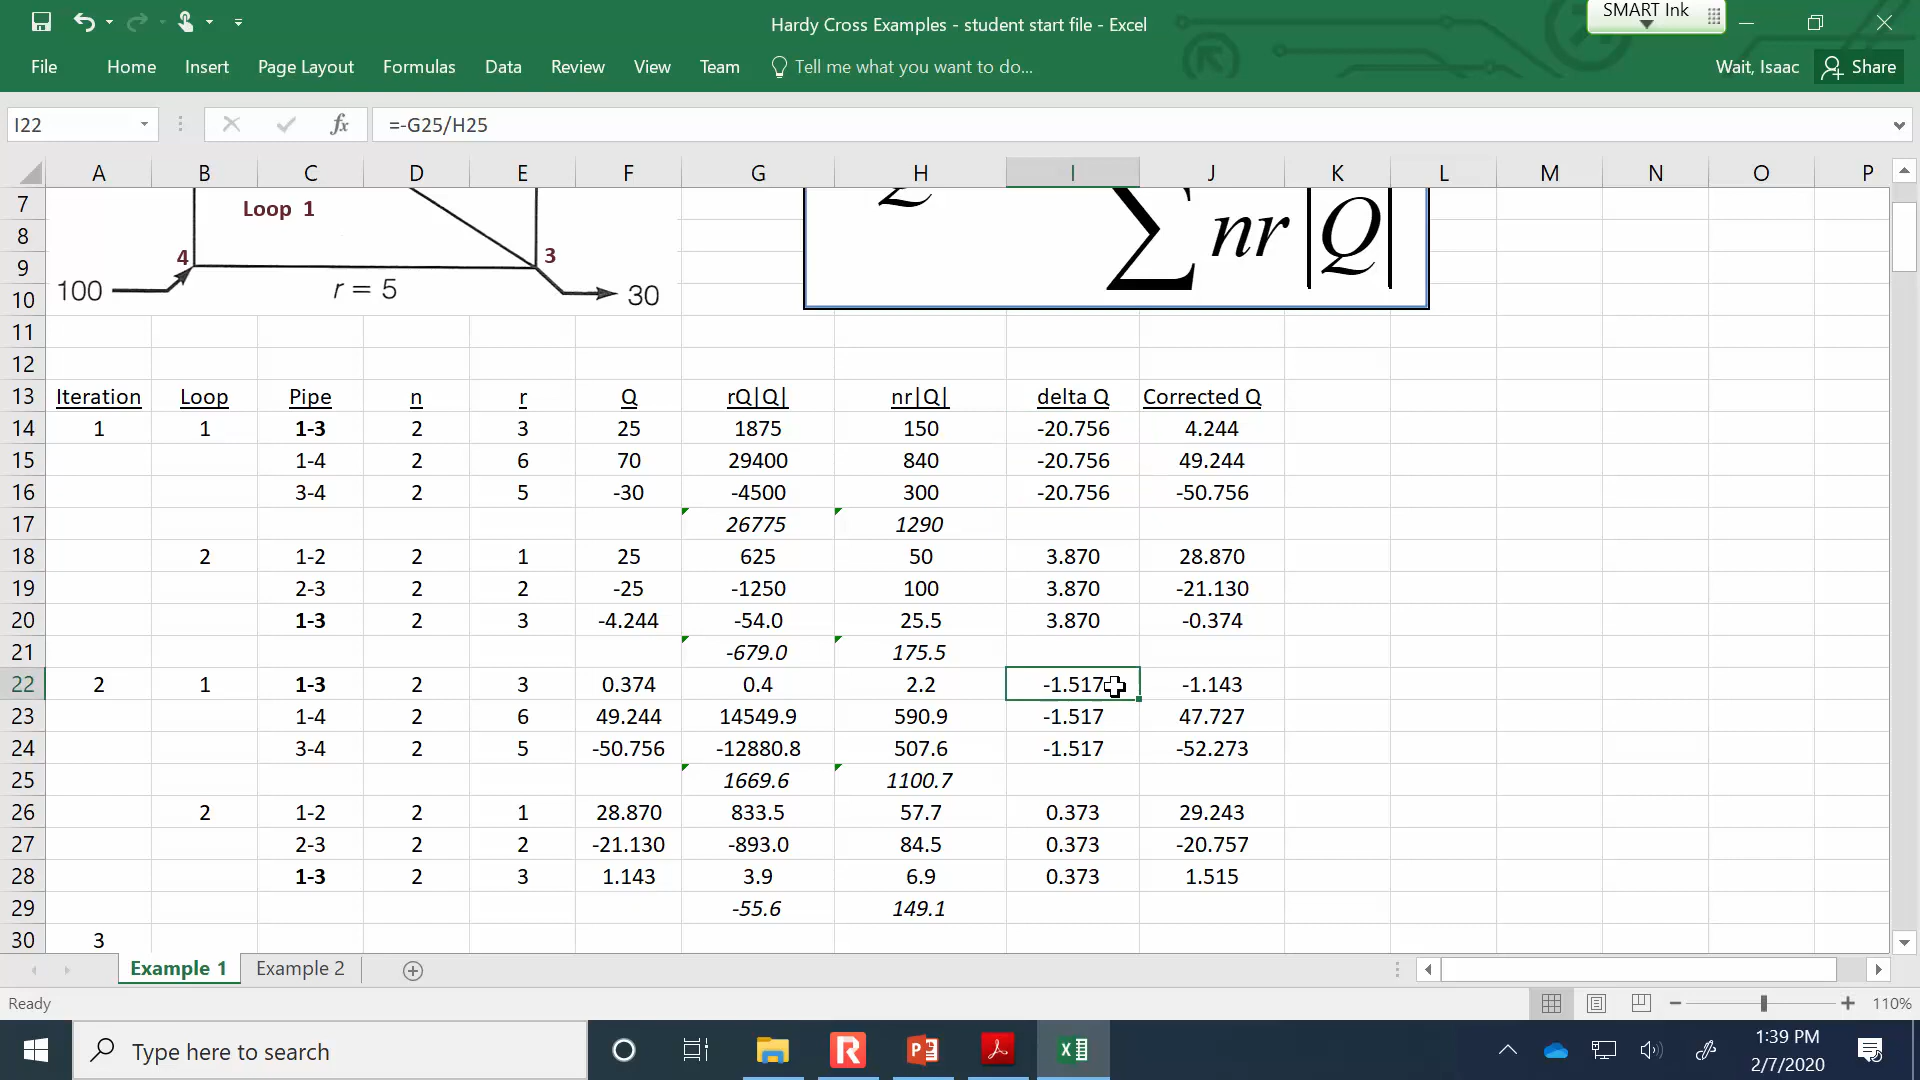 Hardy Cross Examples - student start file - Excel
SMART Ink
File Home Insert Page Layout Formulas Data Review View Team Tell me what you want to do... Wait, Isaac Share
I22 fx =-G25/H25
A B C D E F G H I J K L M N O P
7 Loop 1
8 ∑ nr |Q|
9 4 3
10 100 r = 5 30
11
12
13 Iteration Loop Pipe n r Q rQ|Q| nr|Q| delta Q Corrected Q
14 1 1 1-3 2 3 25 1875 150 -20.756 4.244
15 1-4 2 6 70 29400 840 -20.756 49.244
16 3-4 2 5 -30 -4500 300 -20.756 -50.756
17 26775 1290
18 2 1-2 2 1 25 625 50 3.870 28.870
19 2-3 2 2 -25 -1250 100 3.870 -21.130
20 1-3 2 3 -4.244 -54.0 25.5 3.870 -0.374
21 -679.0 175.5
22 2 1 1-3 2 3 0.374 0.4 2.2 -1.517 -1.143
23 1-4 2 6 49.244 14549.9 590.9 -1.517 47.727
24 3-4 2 5 -50.756 -12880.8 507.6 -1.517 -52.273
25 1669.6 1100.7
26 2 1-2 2 1 28.870 833.5 57.7 0.373 29.243
27 2-3 2 2 -21.130 -893.0 84.5 0.373 -20.757
28 1-3 2 3 1.143 3.9 6.9 0.373 1.515
29 -55.6 149.1
30 3
Example 1 Example 2
Ready 110%
Type here to search
1:39 PM
2/7/2020